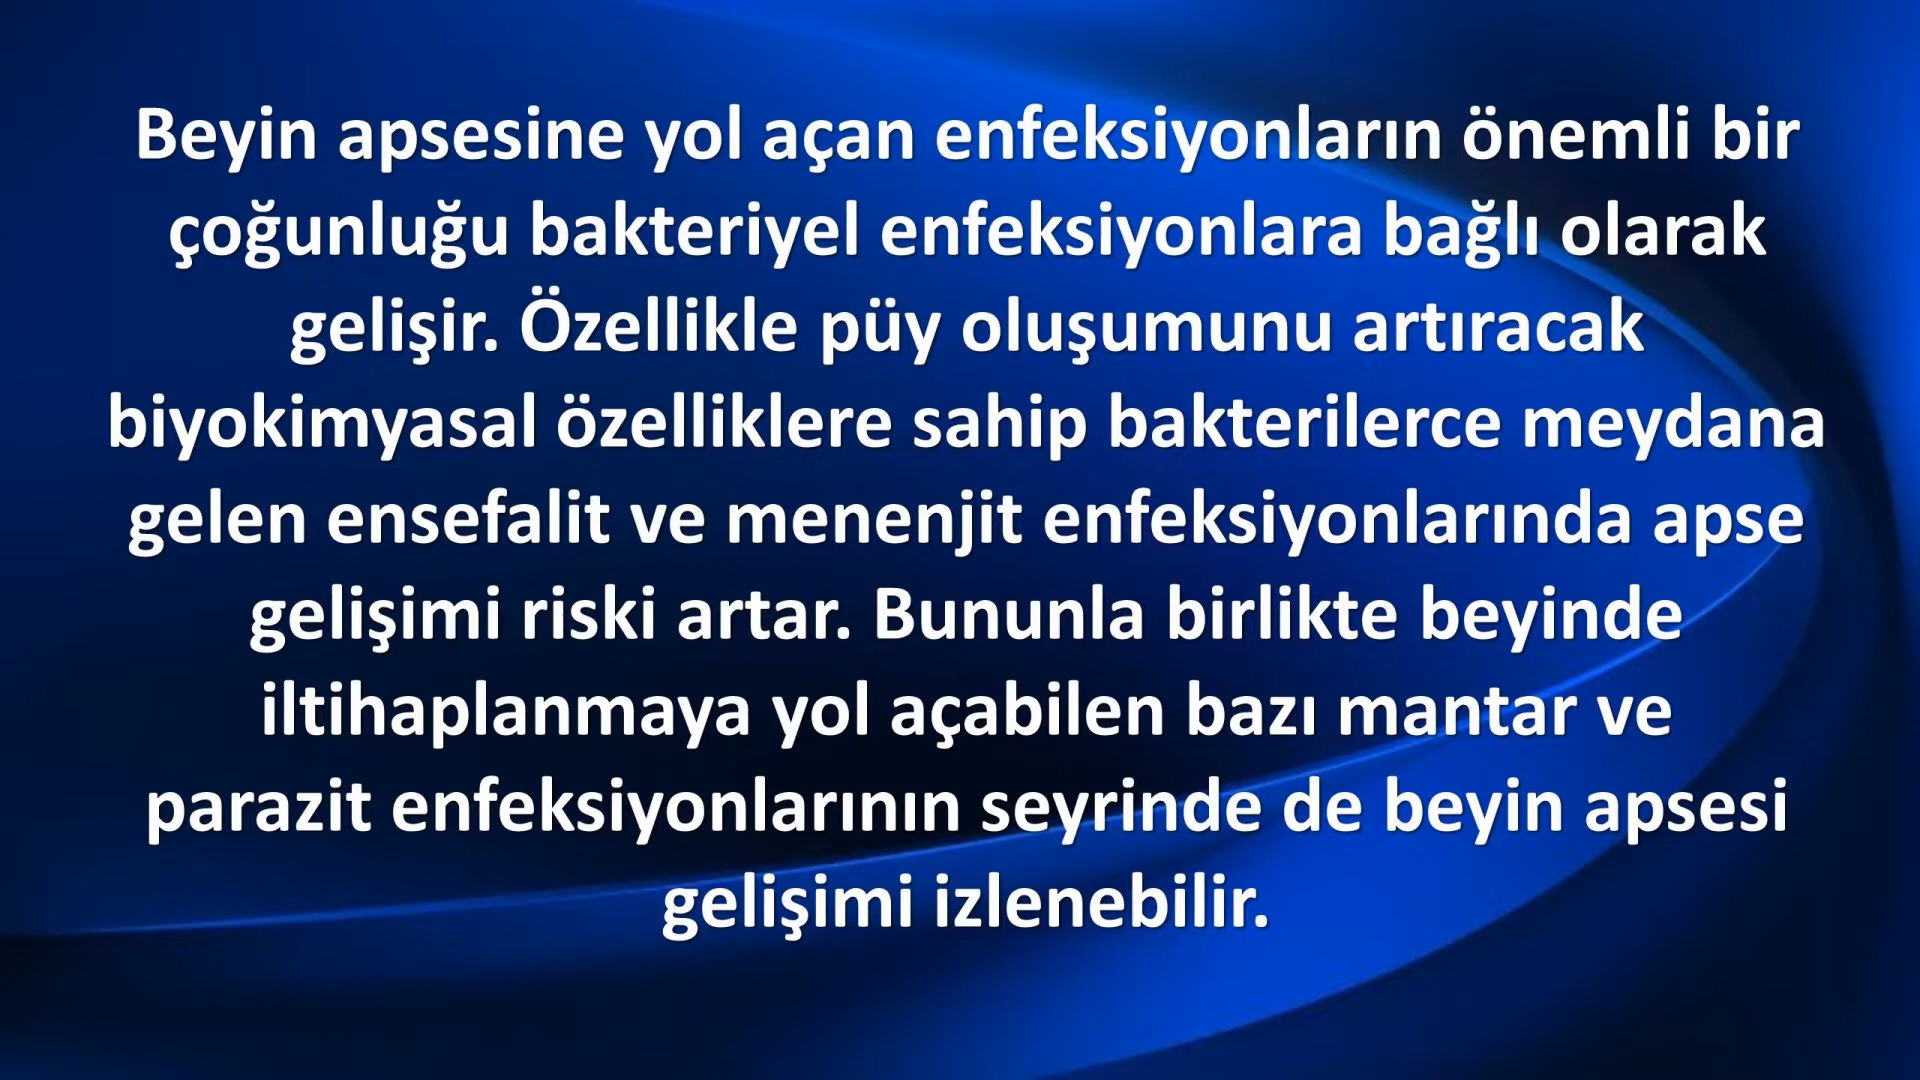 Beyin apsesine yol açan enfeksiyonların önemli bir
çoğunluğu bakteriyel enfeksiyonlara bağlı olarak
gelişir. Özellikle püy oluşumunu artıracak
biyokimyasal özelliklere sahip bakterilerce meydana
gelen ensefalit ve menenjit enfeksiyonlarında apse
gelişimi riski artar. Bununla birlikte beyinde
iltihaplanmaya yol açabilen bazı mantar ve
parazit enfeksiyonlarının seyrinde de beyin apsesi
gelişimi izlenebilir.